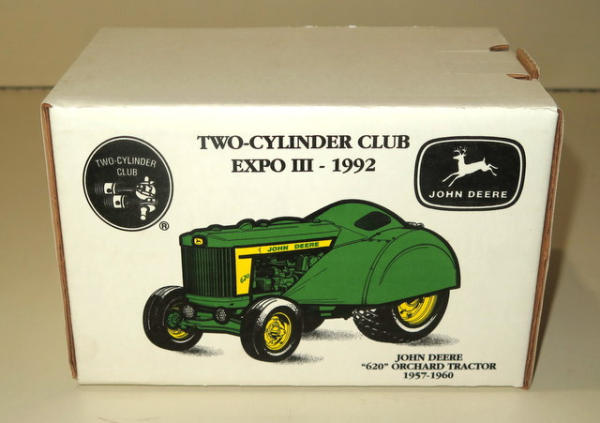 TWO-CYLINDER CLUB
EXPO III - 1992
TWO-CYLINDER
CLUB
®
JOHN DEERE
JOHN DEERE
620
JOHN DEERE
"620" ORCHARD TRACTOR
1957-1960